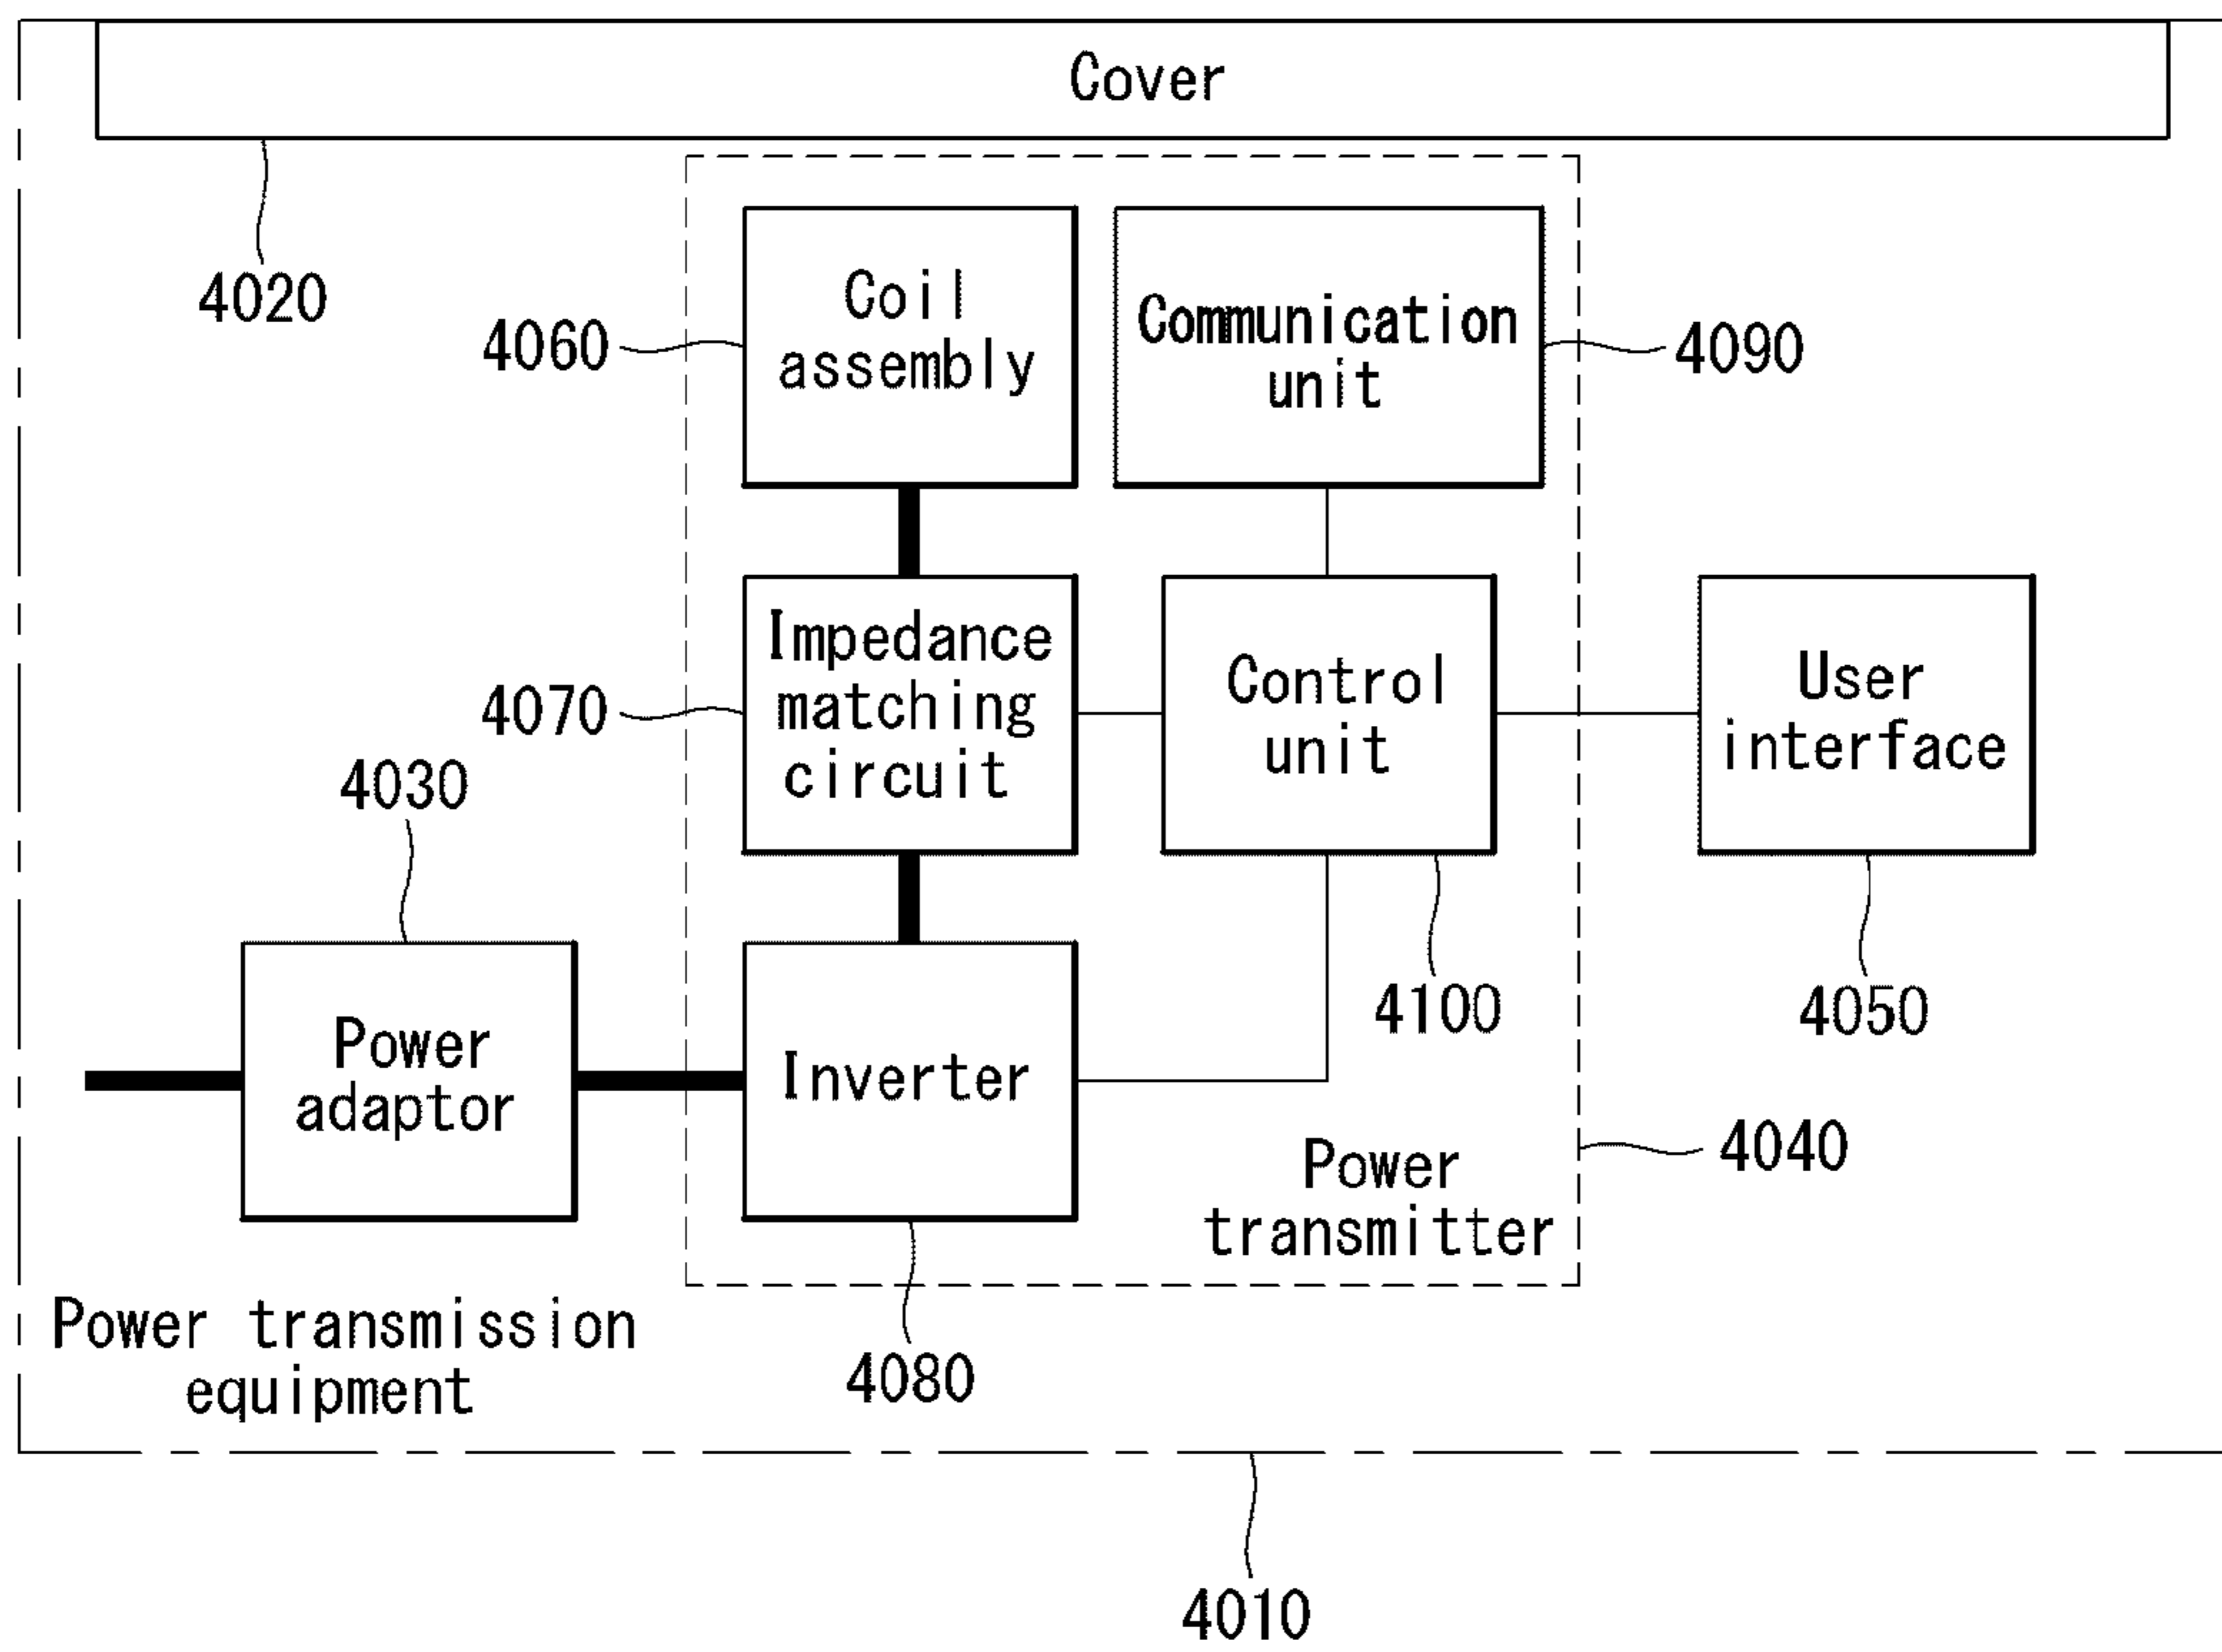 Cover
4020
Coil
assembly
4060
Communication
unit
4090
Impedance
matching
circuit
4070
Control
unit
4100
User
interface
4050
4030
Power
adaptor
Inverter
4080
Power
transmitter
4040
Power transmission
equipment
4010